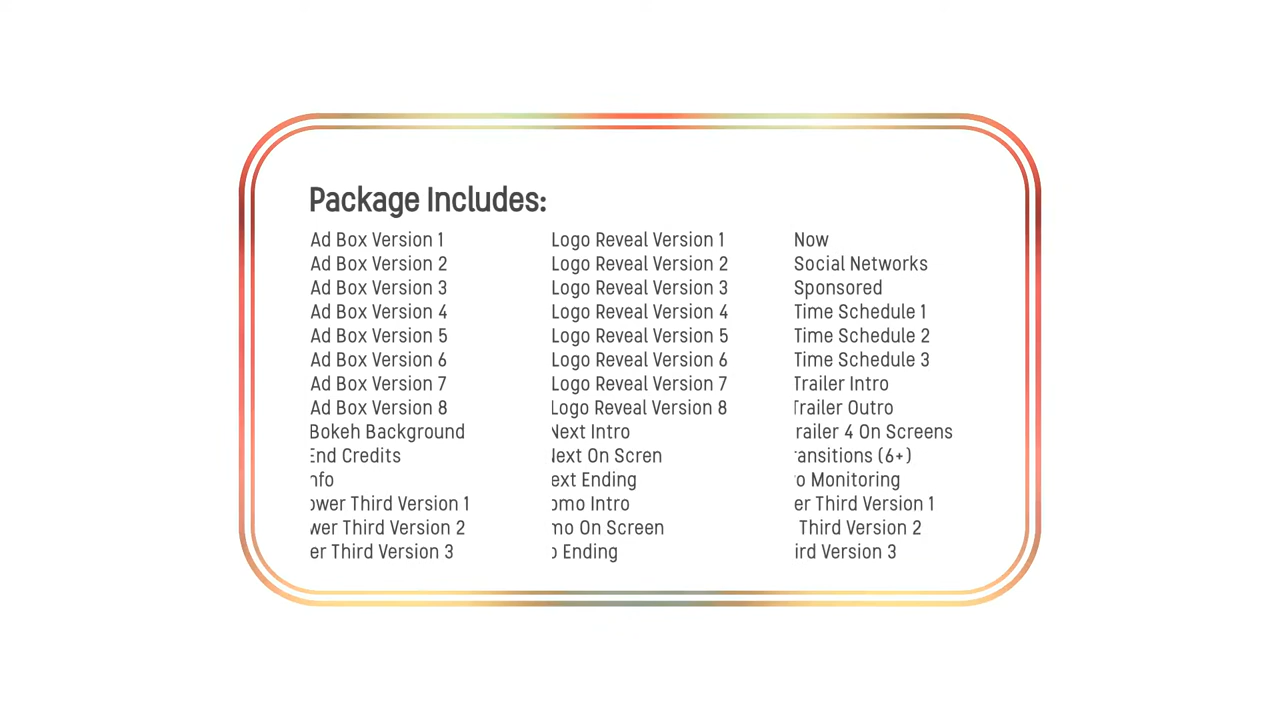 Package Includes:
Ad Box Version 1
Ad Box Version 2
Ad Box Version 3
Ad Box Version 4
Ad Box Version 5
Ad Box Version 6
Ad Box Version 7
Ad Box Version 8
Bokeh Background
End Credits
nfo
ower Third Version 1
wer Third Version 2
er Third Version 3
Logo Reveal Version 1
Logo Reveal Version 2
Logo Reveal Version 3
Logo Reveal Version 4
Logo Reveal Version 5
Logo Reveal Version 6
Logo Reveal Version 7
Logo Reveal Version 8
Next Intro
Next On Scren
ext Ending
omo Intro
mo On Screen
o Ending
Now
Social Networks
Sponsored
Time Schedule 1
Time Schedule 2
Time Schedule 3
Trailer Intro
Trailer Outro
railer 4 On Screens
ransitions (6+)
o Monitoring
er Third Version 1
Third Version 2
ird Version 3